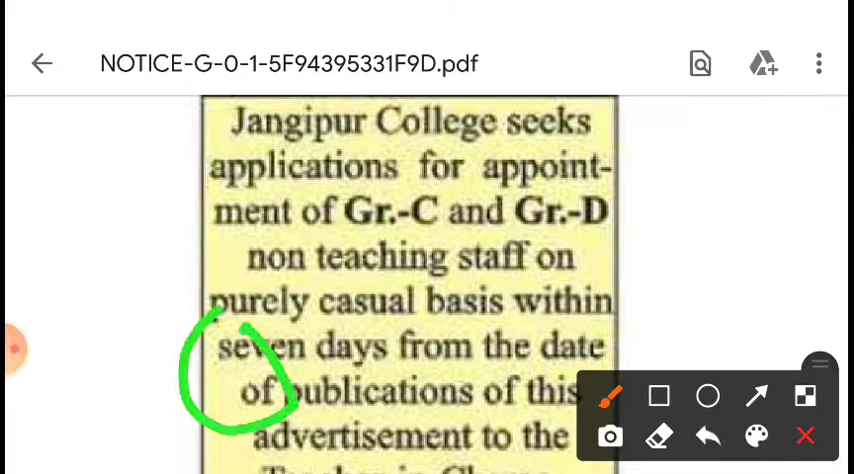 NOTICE-G-0-1-5F94395331F9D.pdf
Jangipur College seeks
applications for appoint-
ment of Gr.-C and Gr.-D
non teaching staff on
purely casual basis within
seven days from the date
of publications of this
advertisement to the